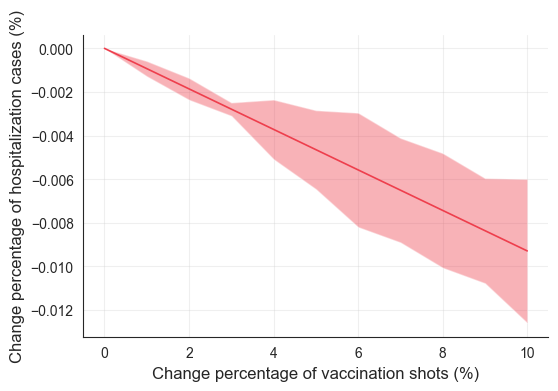 Change percentage of hospitalization cases (%)
0.000
−0.002
−0.004
−0.006
−0.008
−0.010
−0.012
0 2 4 6 8 10
Change percentage of vaccination shots (%)